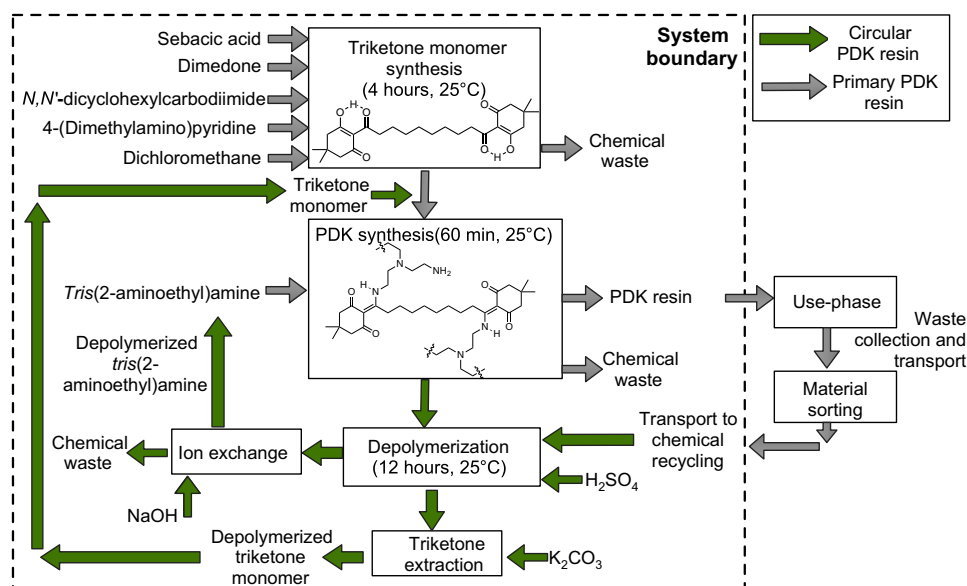 Sebacic acid
Dimedone
N,N'-dicyclohexylcarbodiimide
4-(Dimethylamino)pyridine
Dichloromethane
Triketone monomer
synthesis
(4 hours, 25°C)
O
H
O
O
O
O
H
O
System
boundary
Circular
PDK resin
Primary PDK
resin
Chemical
waste
Triketone
monomer
PDK synthesis(60 min, 25°C)
N
NH2
H
N
O
O
O
O
N
H
N
Tris(2-aminoethyl)amine
PDK resin
Chemical
waste
Use-phase
Waste
collection and
transport
Material
sorting
Depolymerized
tris(2-
aminoethyl)amine
Chemical
waste
Ion exchange
NaOH
Depolymerization
(12 hours, 25°C)
Transport to
chemical
recycling
H2SO4
Depolymerized
triketone
monomer
Triketone
extraction
K2CO3